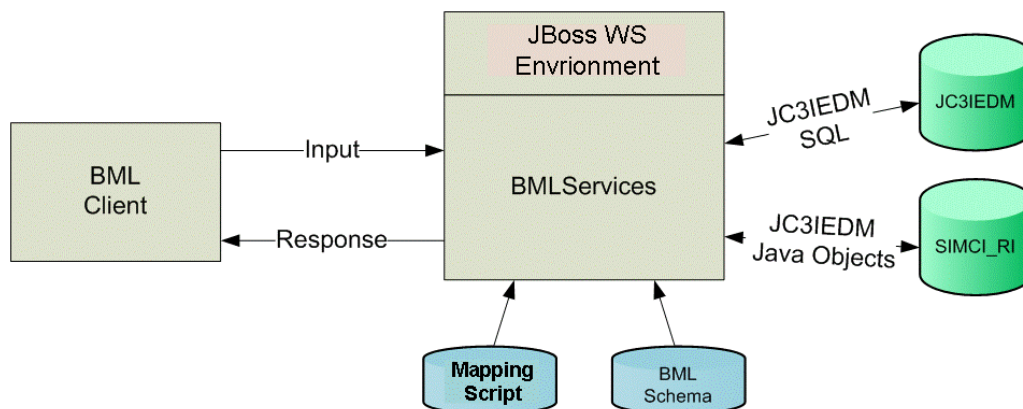 JBoss WS
Envrionment
BML
Client
Input
Response
BMLServices
JC3IEDM
SQL
JC3IEDM
Java Objects
JC3IEDM
SIMCI_RI
Mapping
Script
BML
Schema